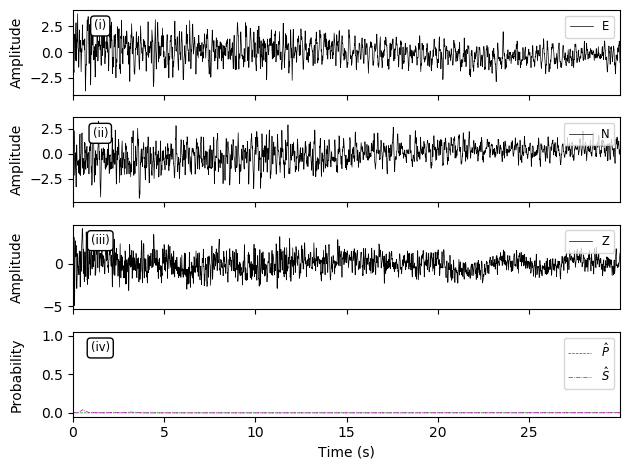 Amplitude
2.5
0.0
−2.5
(i)
E
Amplitude
2.5
0.0
−2.5
(ii)
N
Amplitude
0
−5
(iii)
Z
Probability
1.0
0.5
0.0
(iv)
P̂
Ŝ
0 5 10 15 20 25
Time (s)